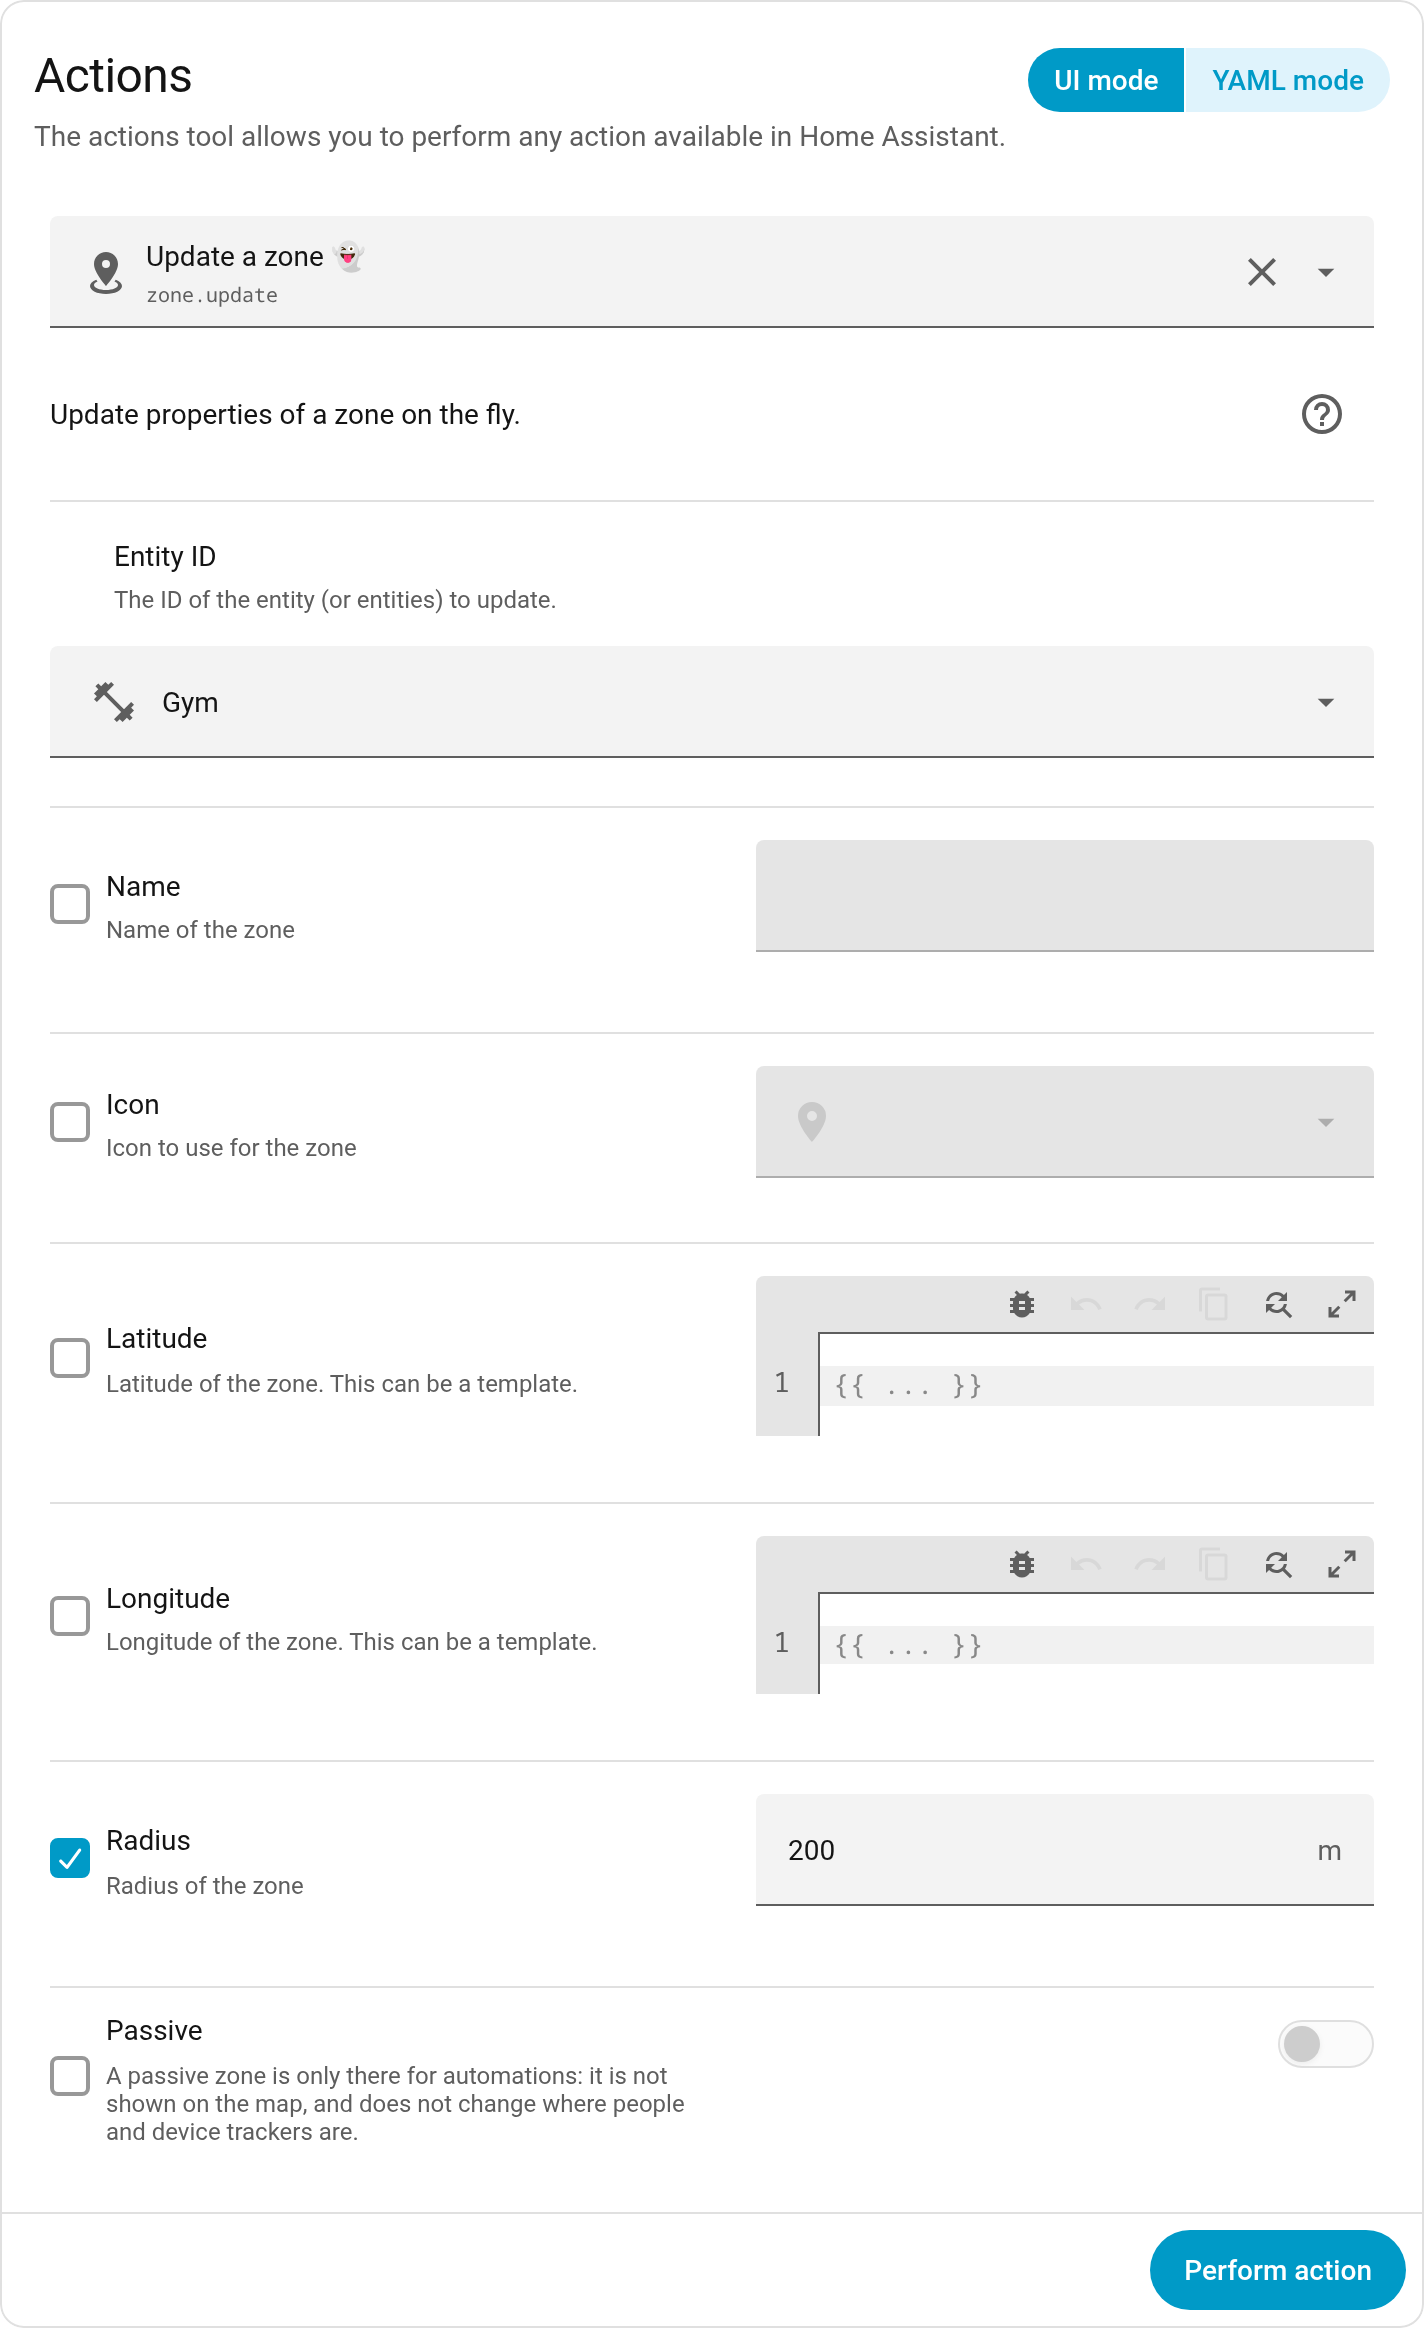 Actions
UI mode
YAML mode
The actions tool allows you to perform any action available in Home Assistant.
Update a zone 👻
zone.update
Update properties of a zone on the fly.
Entity ID
The ID of the entity (or entities) to update.
Gym
Name
Name of the zone
Icon
Icon to use for the zone
Latitude
Latitude of the zone. This can be a template.
1
{{ ... }}
Longitude
Longitude of the zone. This can be a template.
1
{{ ... }}
Radius
Radius of the zone
200
m
Passive
A passive zone is only there for automations: it is not
shown on the map, and does not change where people
and device trackers are.
Perform action